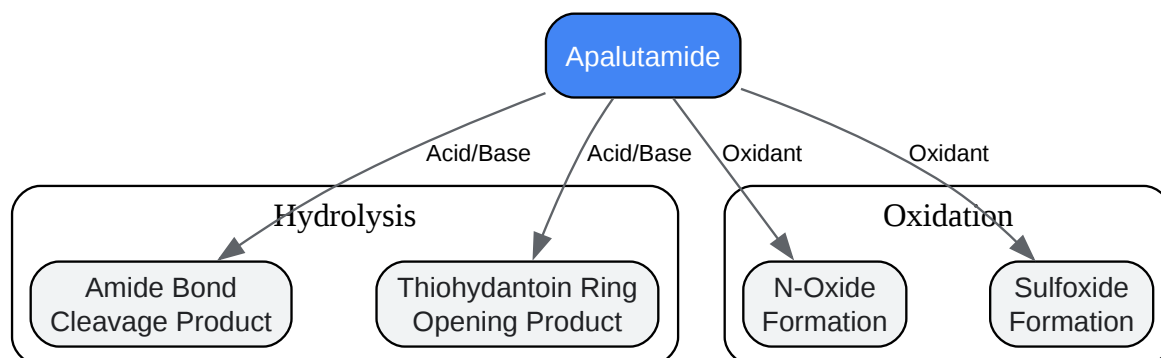 Apalutamide
Acid/Base
Acid/Base
Oxidant
Oxidant
Hydrolysis
Oxidation
Amide Bond
Cleavage Product
Thiohydantoin Ring
Opening Product
N-Oxide
Formation
Sulfoxide
Formation